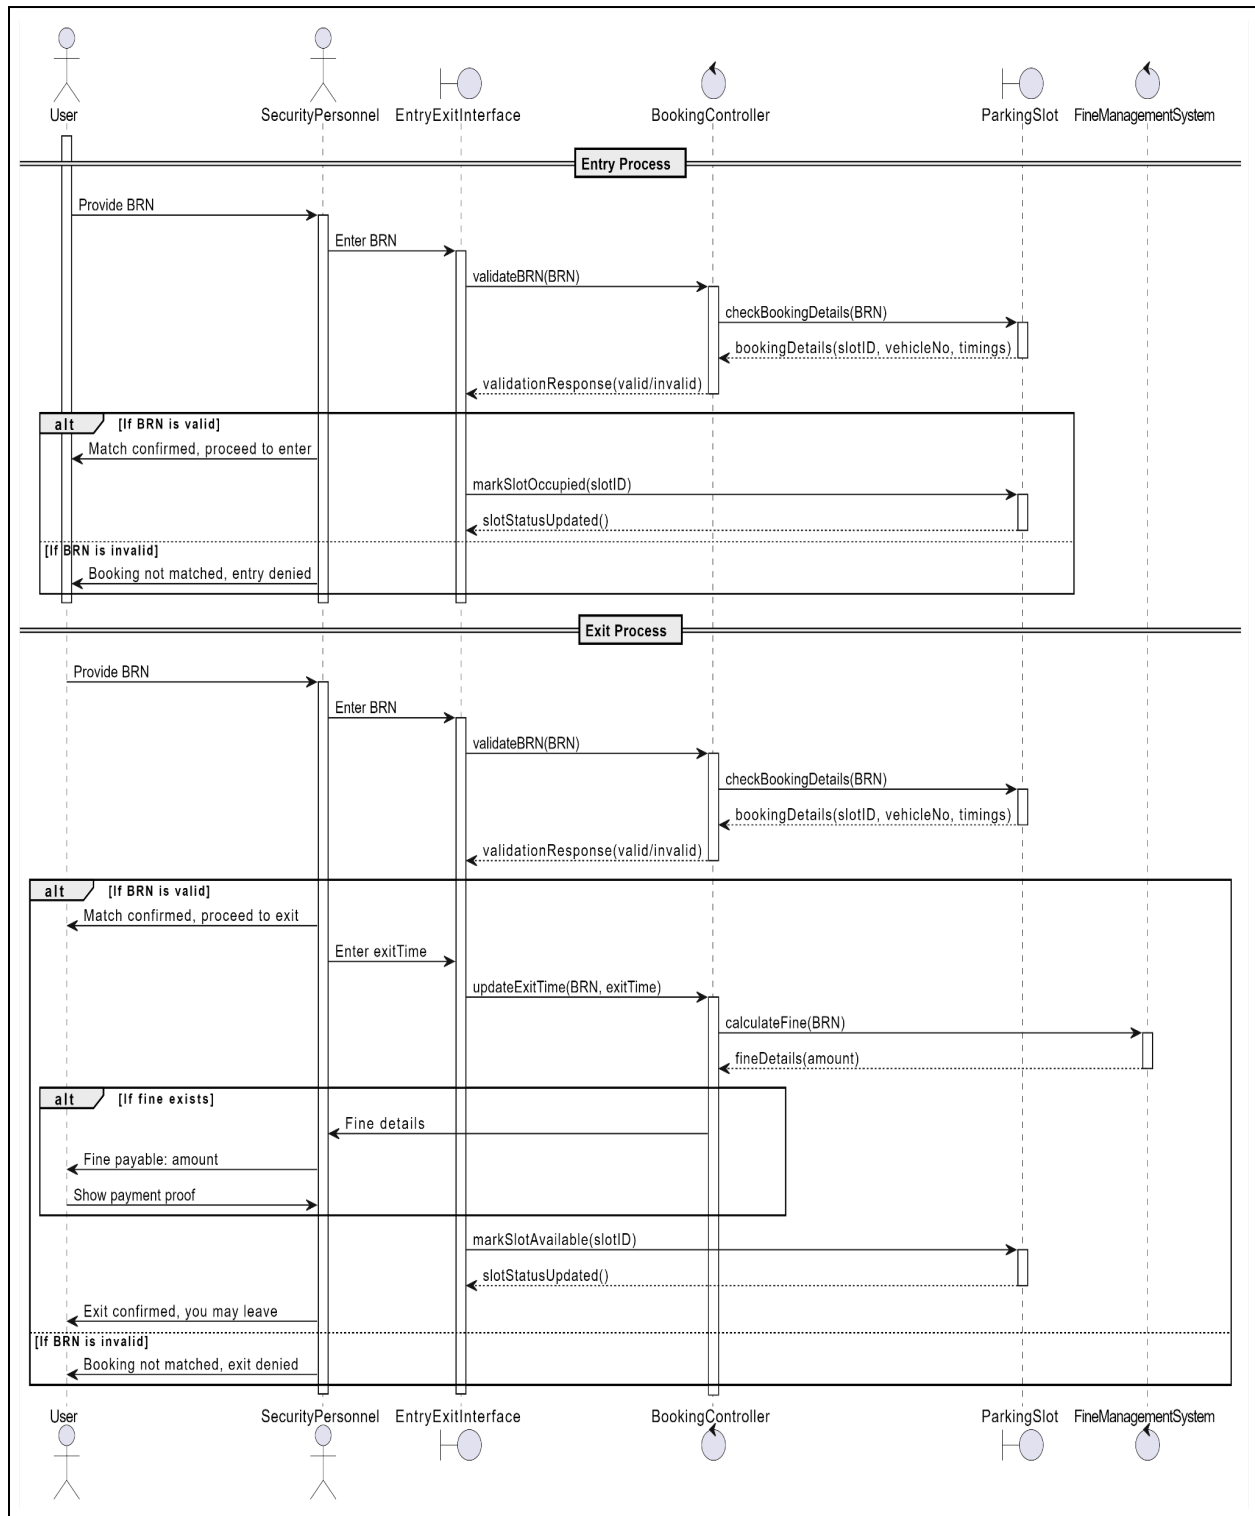 User
SecurityPersonnel
EntryExitInterface
BookingController
ParkingSlot
FineManagementSystem
Entry Process
Provide BRN
Enter BRN
validateBRN(BRN)
checkBookingDetails(BRN)
bookingDetails(slotID, vehicleNo, timings)
validationResponse(valid/invalid)
alt [If BRN is valid]
Match confirmed, proceed to enter
markSlotOccupied(slotID)
slotStatusUpdated()
[If BRN is invalid]
Booking not matched, entry denied
Exit Process
Provide BRN
Enter BRN
validateBRN(BRN)
checkBookingDetails(BRN)
bookingDetails(slotID, vehicleNo, timings)
validationResponse(valid/invalid)
alt [If BRN is valid]
Match confirmed, proceed to exit
Enter exitTime
updateExitTime(BRN, exitTime)
calculateFine(BRN)
fineDetails(amount)
alt [If fine exists]
Fine details
Fine payable: amount
Show payment proof
markSlotAvailable(slotID)
slotStatusUpdated()
Exit confirmed, you may leave
[If BRN is invalid]
Booking not matched, exit denied
User
SecurityPersonnel
EntryExitInterface
BookingController
ParkingSlot
FineManagementSystem